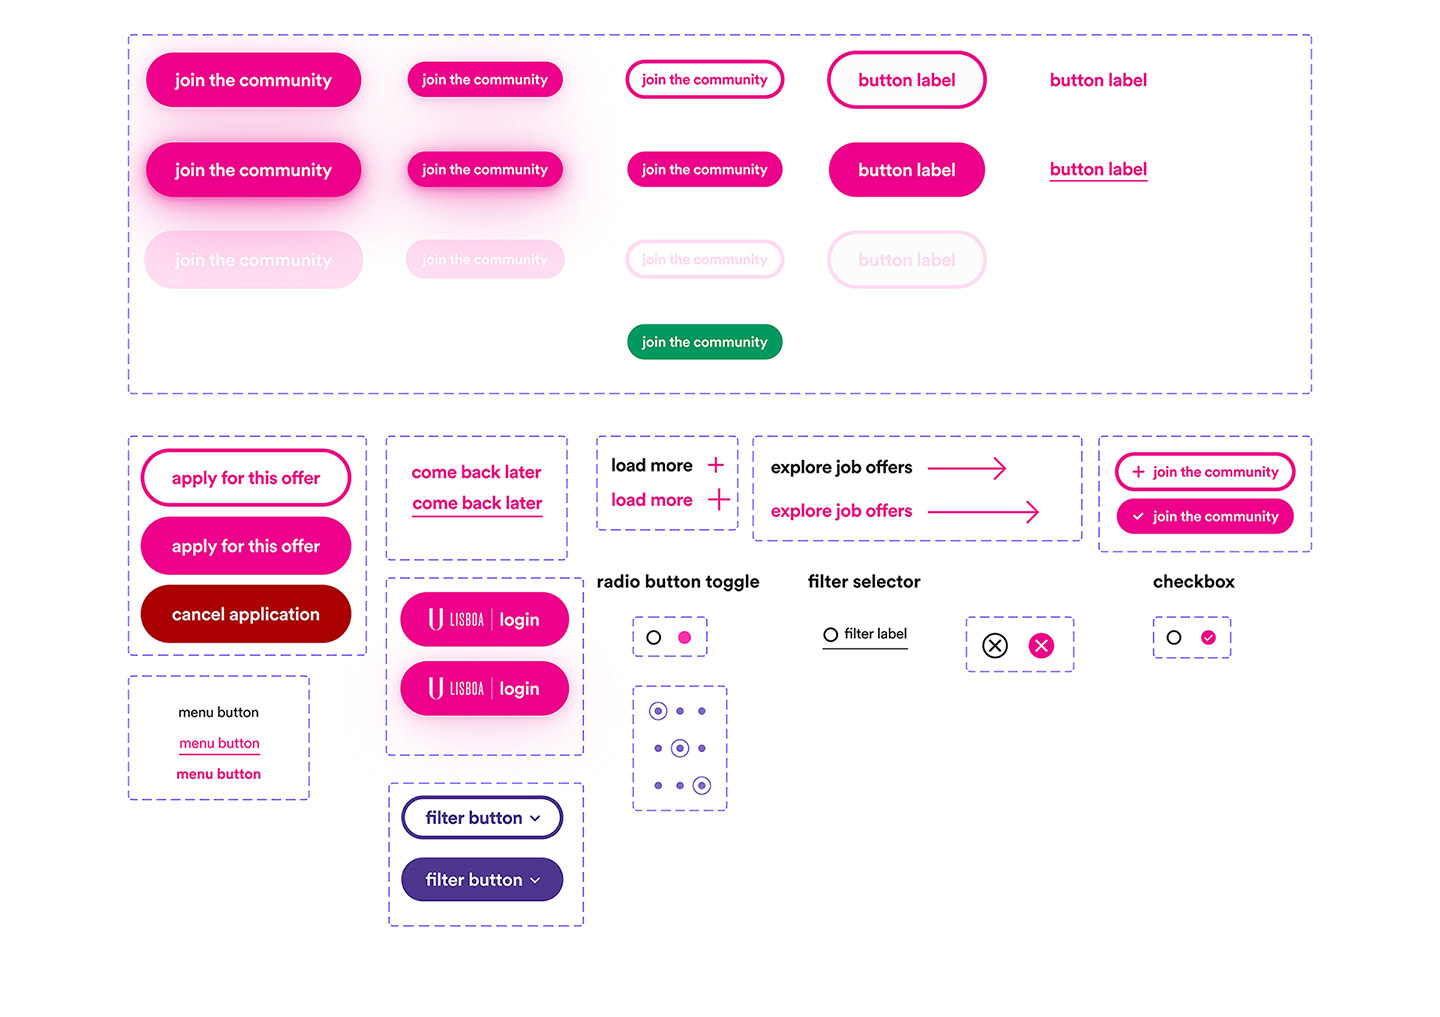 join the community
join the community
join the community
button label
button label
join the community
join the community
join the community
button label
button label
join the community
join the community
join the community
button label
join the community
apply for this offer
apply for this offer
cancel application
come back later
come back later
load more
load more
explore job offers
explore job offers
join the community
join the community
radio button toggle
filter selector
checkbox
filter label
U LISBOA login
U LISBOA login
menu button
menu button
menu button
filter button
filter button